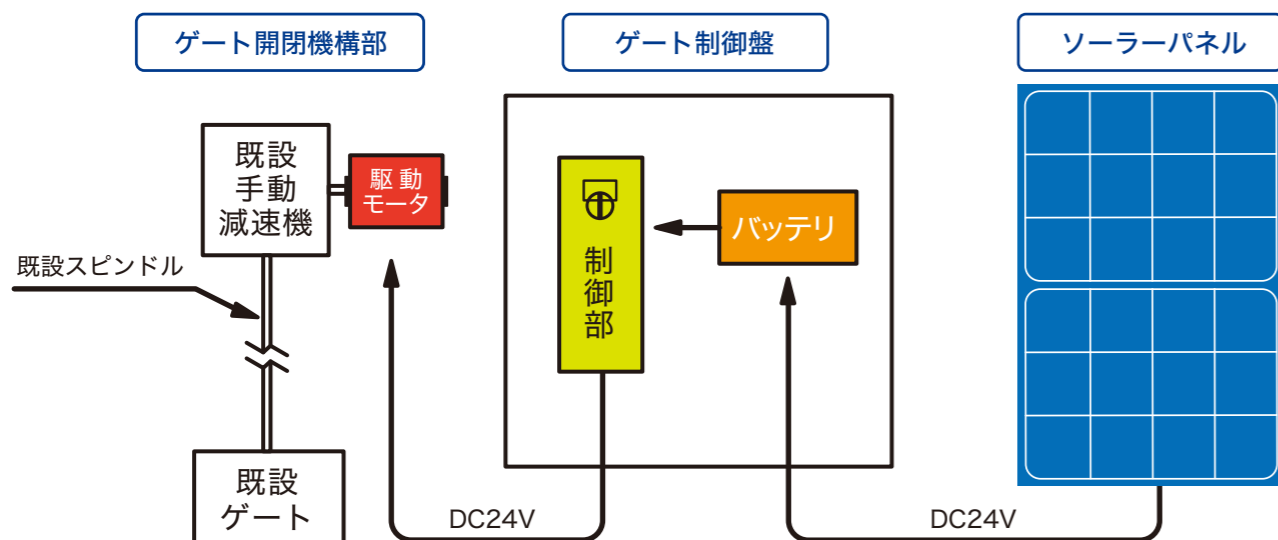 ゲート開閉機構部
ゲート制御盤
ソーラーパネル
既設
手動
減速機
駆動
モータ
既設スピンドル
既設
ゲート
制
御
部
バッテリ
DC24V
DC24V